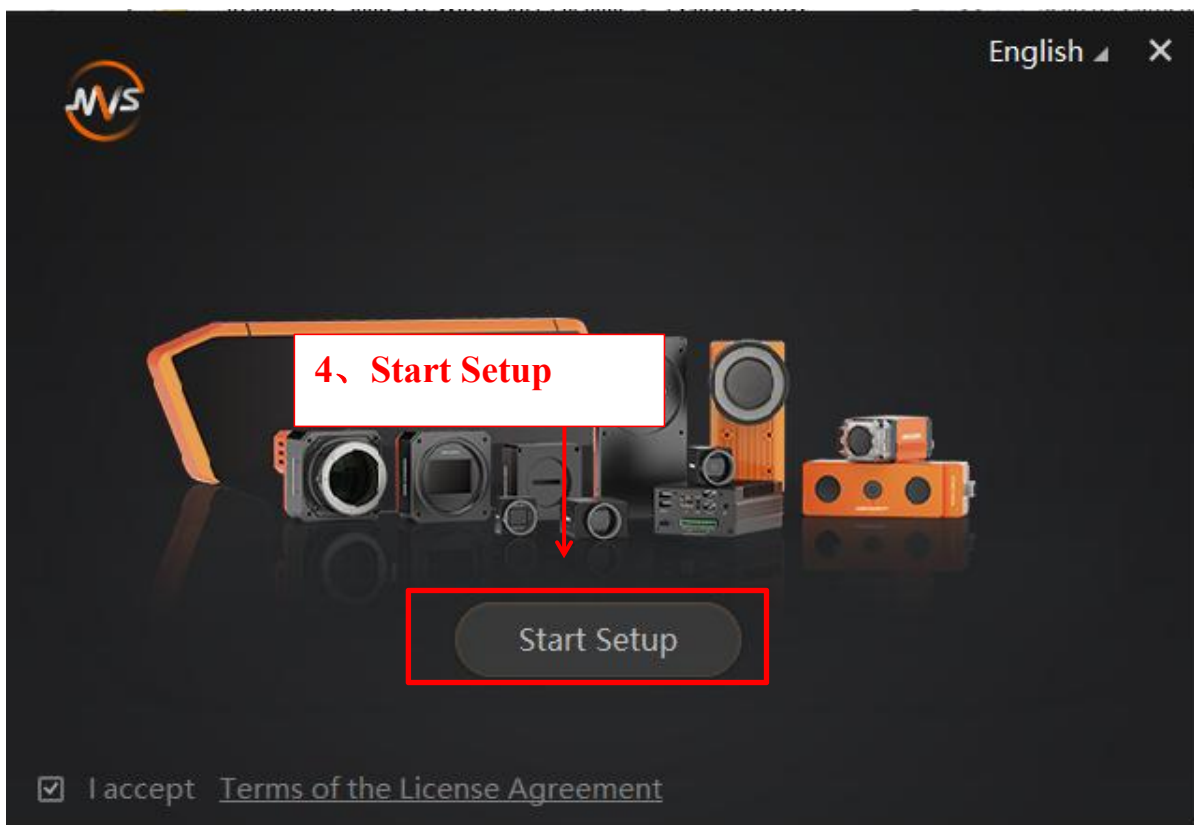 English
MVS
4、Start Setup
Start Setup
I accept Terms of the License Agreement